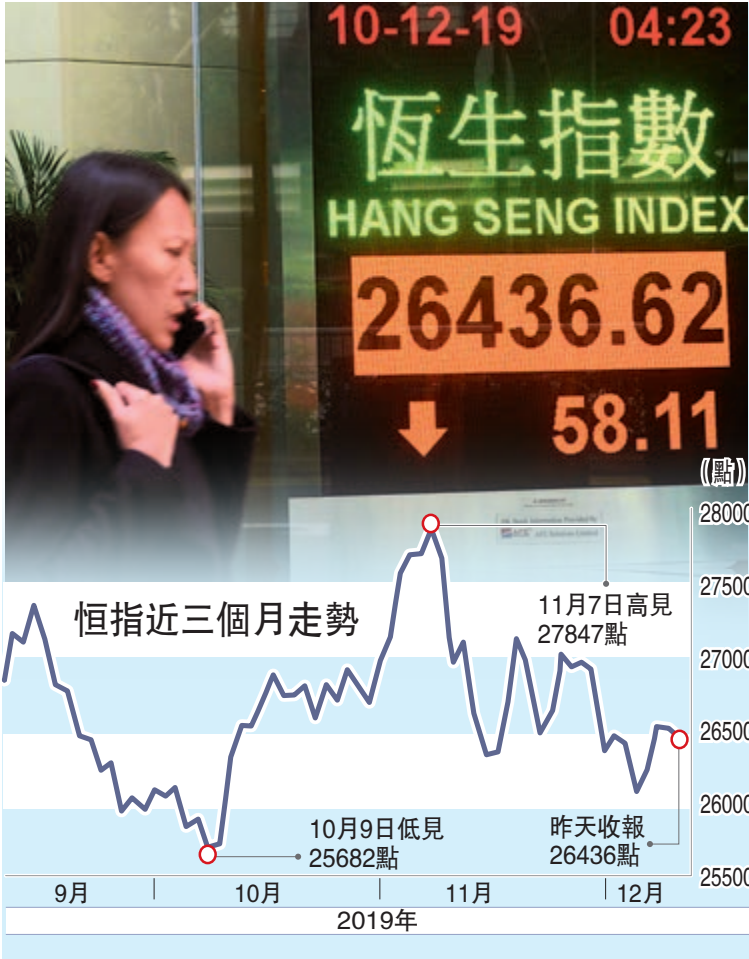 10-12-19 04:23
恆生指數
HANG SENG INDEX
26436.62
58.11
(點)
28000
27500
27000
26500
26000
25500
恒指近三個月走勢
11月7日高見
27847點
10月9日低見
25682點
昨天收報
26436點
9月 10月 11月 12月
2019年